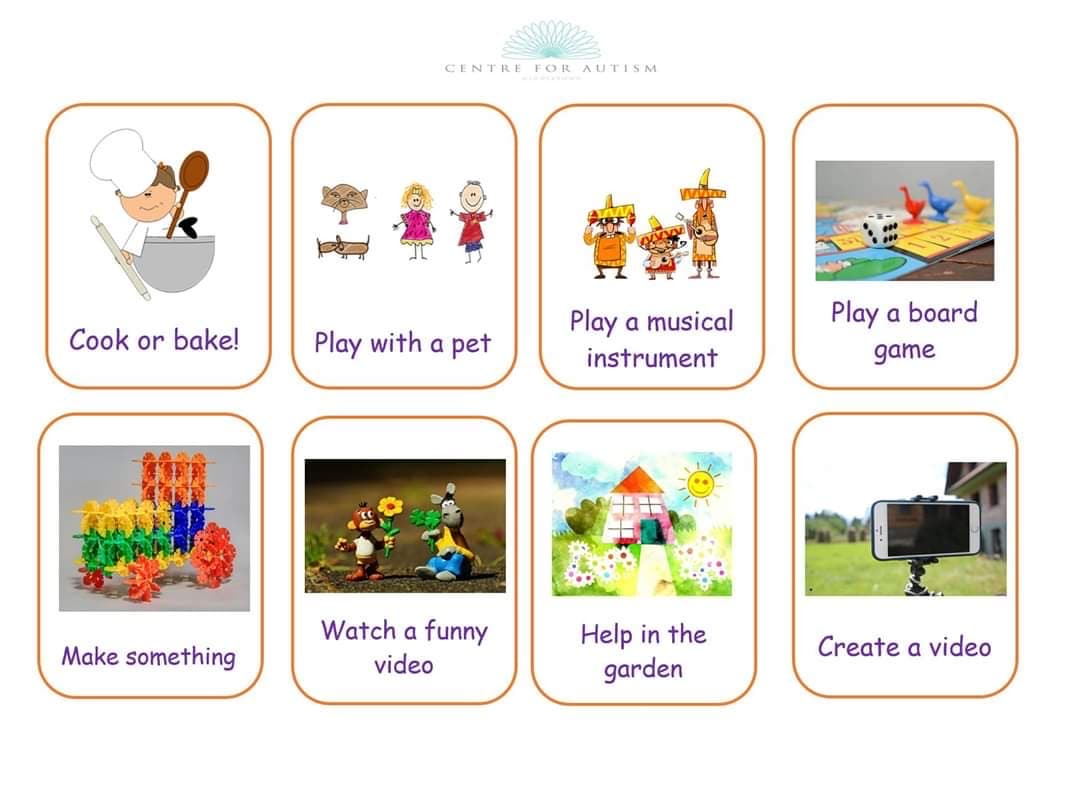 CENTRE FOR AUTISM
Cook or bake!
Play with a pet
Play a musical
instrument
Play a board
game
Make something
Watch a funny
video
Help in the
garden
Create a video